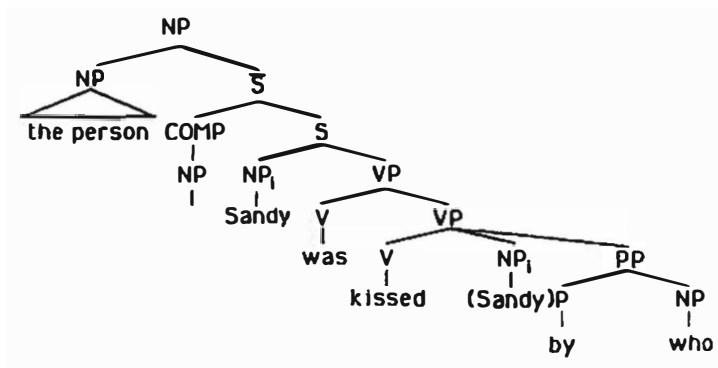 NP
NP S̄
the person COMP S
NP NPᵢ VP
Sandy V VP
was V NPᵢ PP
kissed (Sandy) P NP
by who